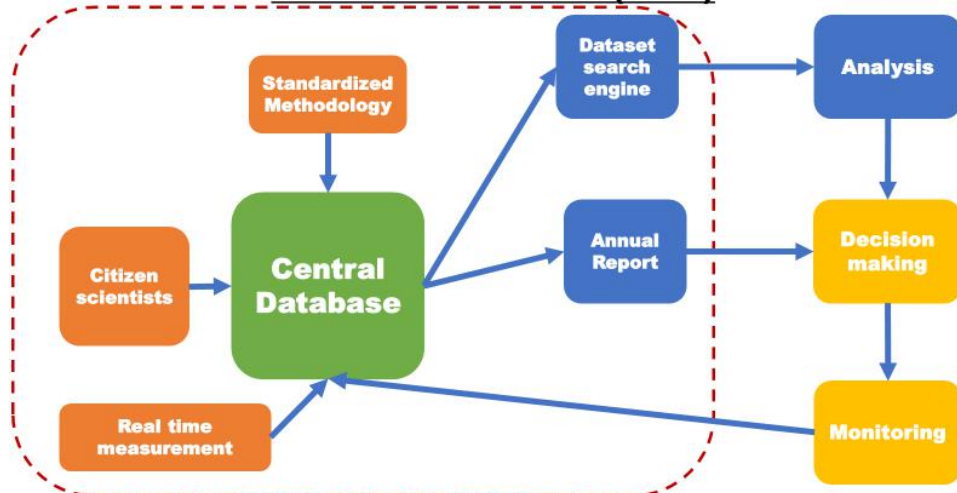 Dataset
search
engine
Analysis
Standardized
Methodology
Citizen
scientists
Central
Database
Annual
Report
Decision
making
Real time
measurement
Monitoring